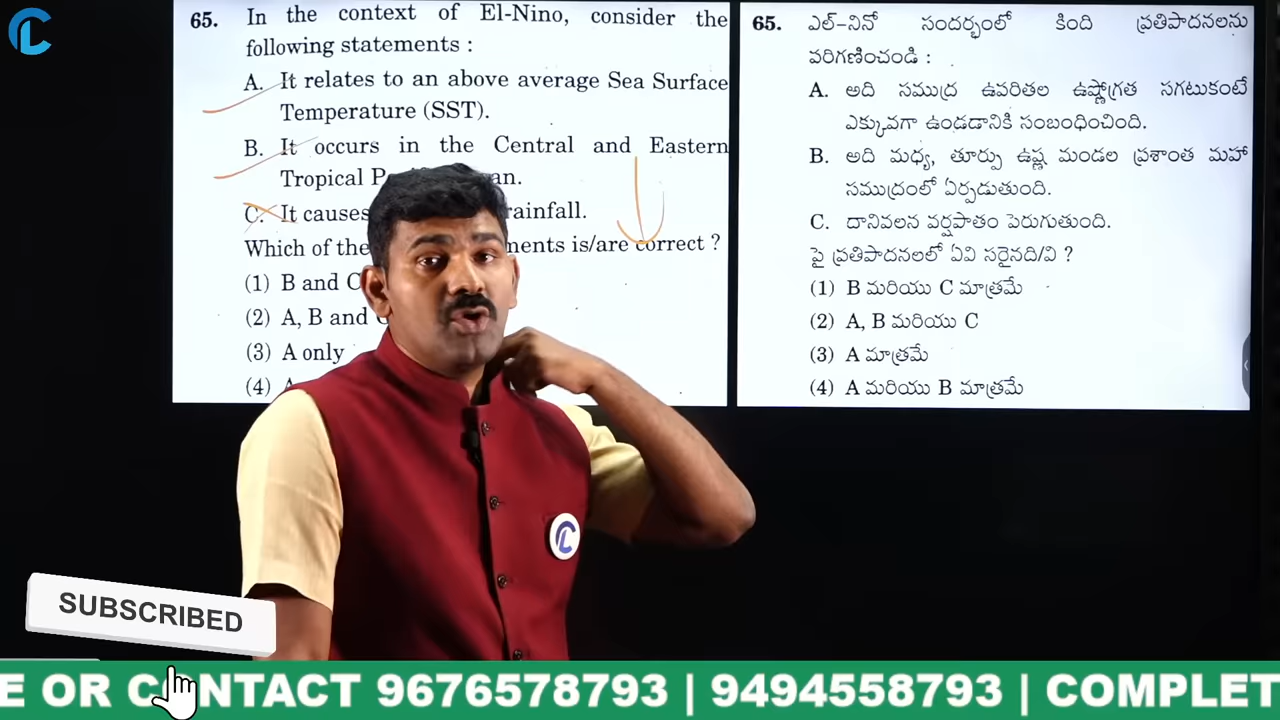 65. In the context of El-Nino, consider the
following statements :
A. It relates to an above average Sea Surface
Temperature (SST).
B. It occurs in the Central and Eastern
Tropical
C. It causes rainfall.
Which of the is/are correct ?
(1) B and C
(2) A, B and
(3) A only
(4)
65. ఎల్-నినో సందర్భంలో కింది ప్రతిపాదనలను
పరిగణించండి :
A. అది సముద్ర ఉపరితల ఉష్ణోగ్రత సగటుకంటే
ఎక్కువగా ఉండడానికి సంబంధించింది.
B. అది మధ్య, తూర్పు ఉష్ణ మండల ప్రశాంత మహా
సముద్రంలో ఏర్పడుతుంది.
C. దానివలన వర్షపాతం పెరుగుతుంది.
పై ప్రతిపాదనలలో ఏవి సరైనది/వి ?
(1) B మరియు C మాత్రమే
(2) A, B మరియు C
(3) A మాత్రమే
(4) A మరియు B మాత్రమే
SUBSCRIBED
E OR CONTACT 9676578793 | 9494558793 | COMPLET